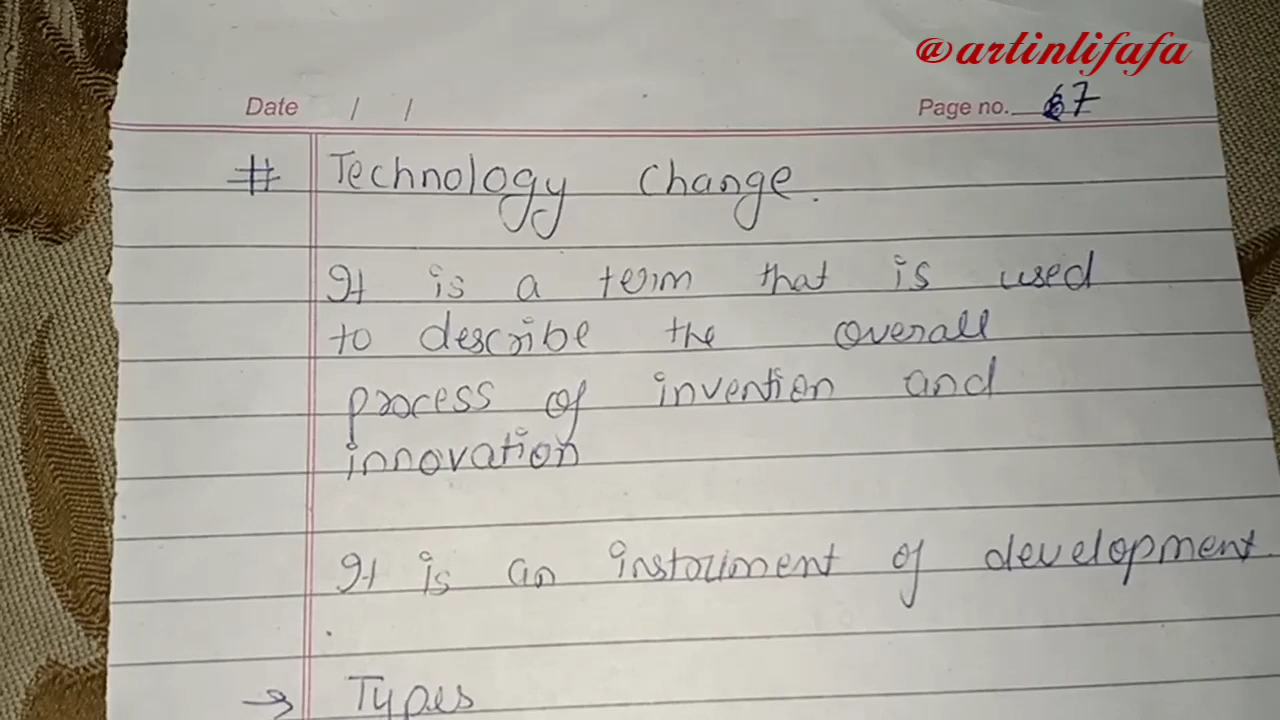 @artinlifafa
Date / /
Page no. 67
# Technology change.
It is a term that is used
to describe the overall
process of invention and
innovation
It is an instrument of development
→ Types